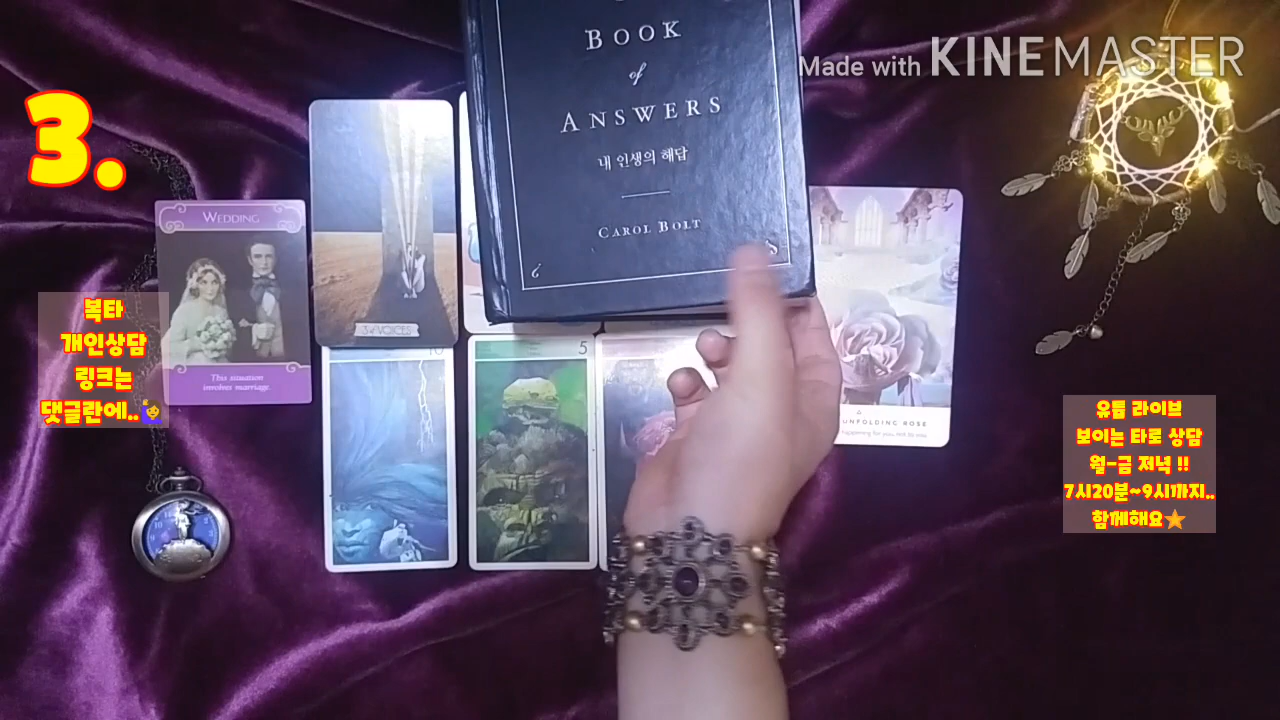 BOOK
of
ANSWERS
내 인생의 해답
CAROL BOLT
Made with KINEMASTER
3.
WEDDING
This situation
involves marriage.
복타
개인상담
링크는
댓글란에..🙋‍♀️
VOICES
10
5
UNFOLDING ROSE
유튭 라이브
보이는 타로 상담
월-금 저녁 !!
7시20분~9시까지..
함께해요⭐